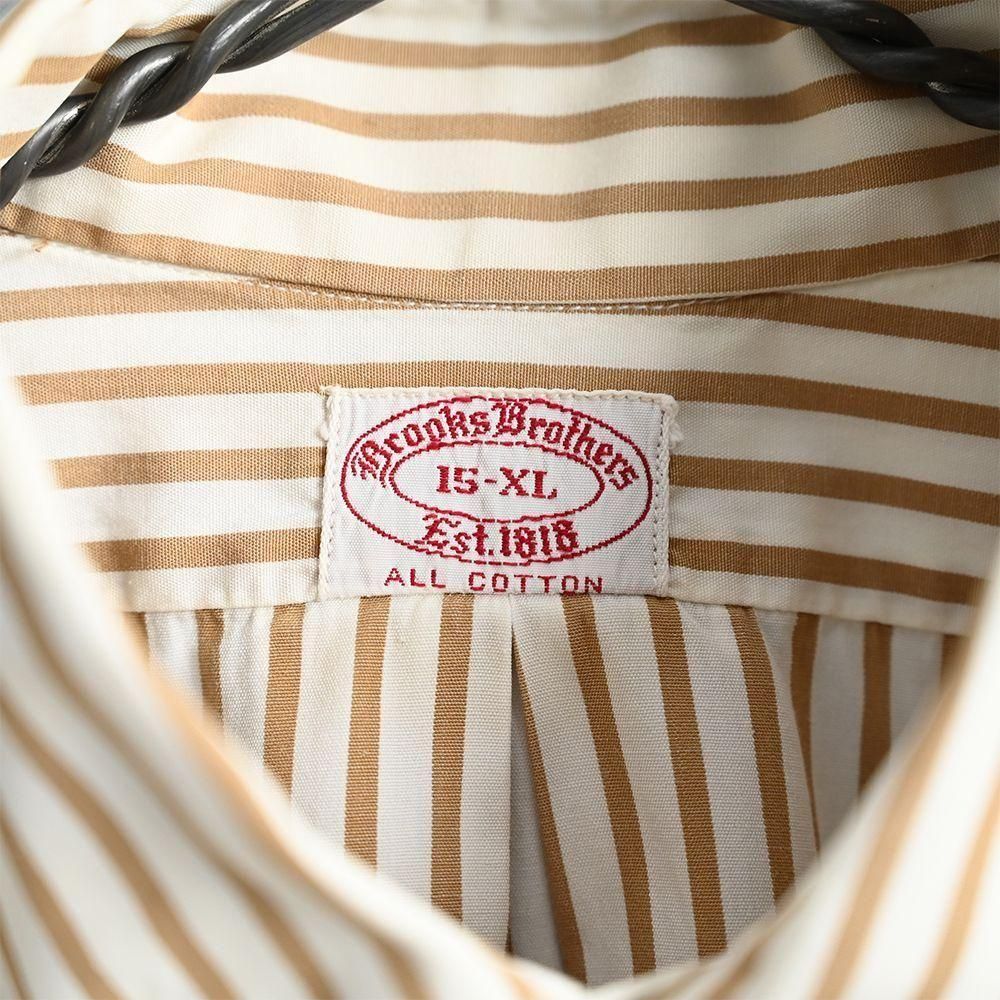 Brooks Brothers
15-XL
Est. 1818
ALL COTTON